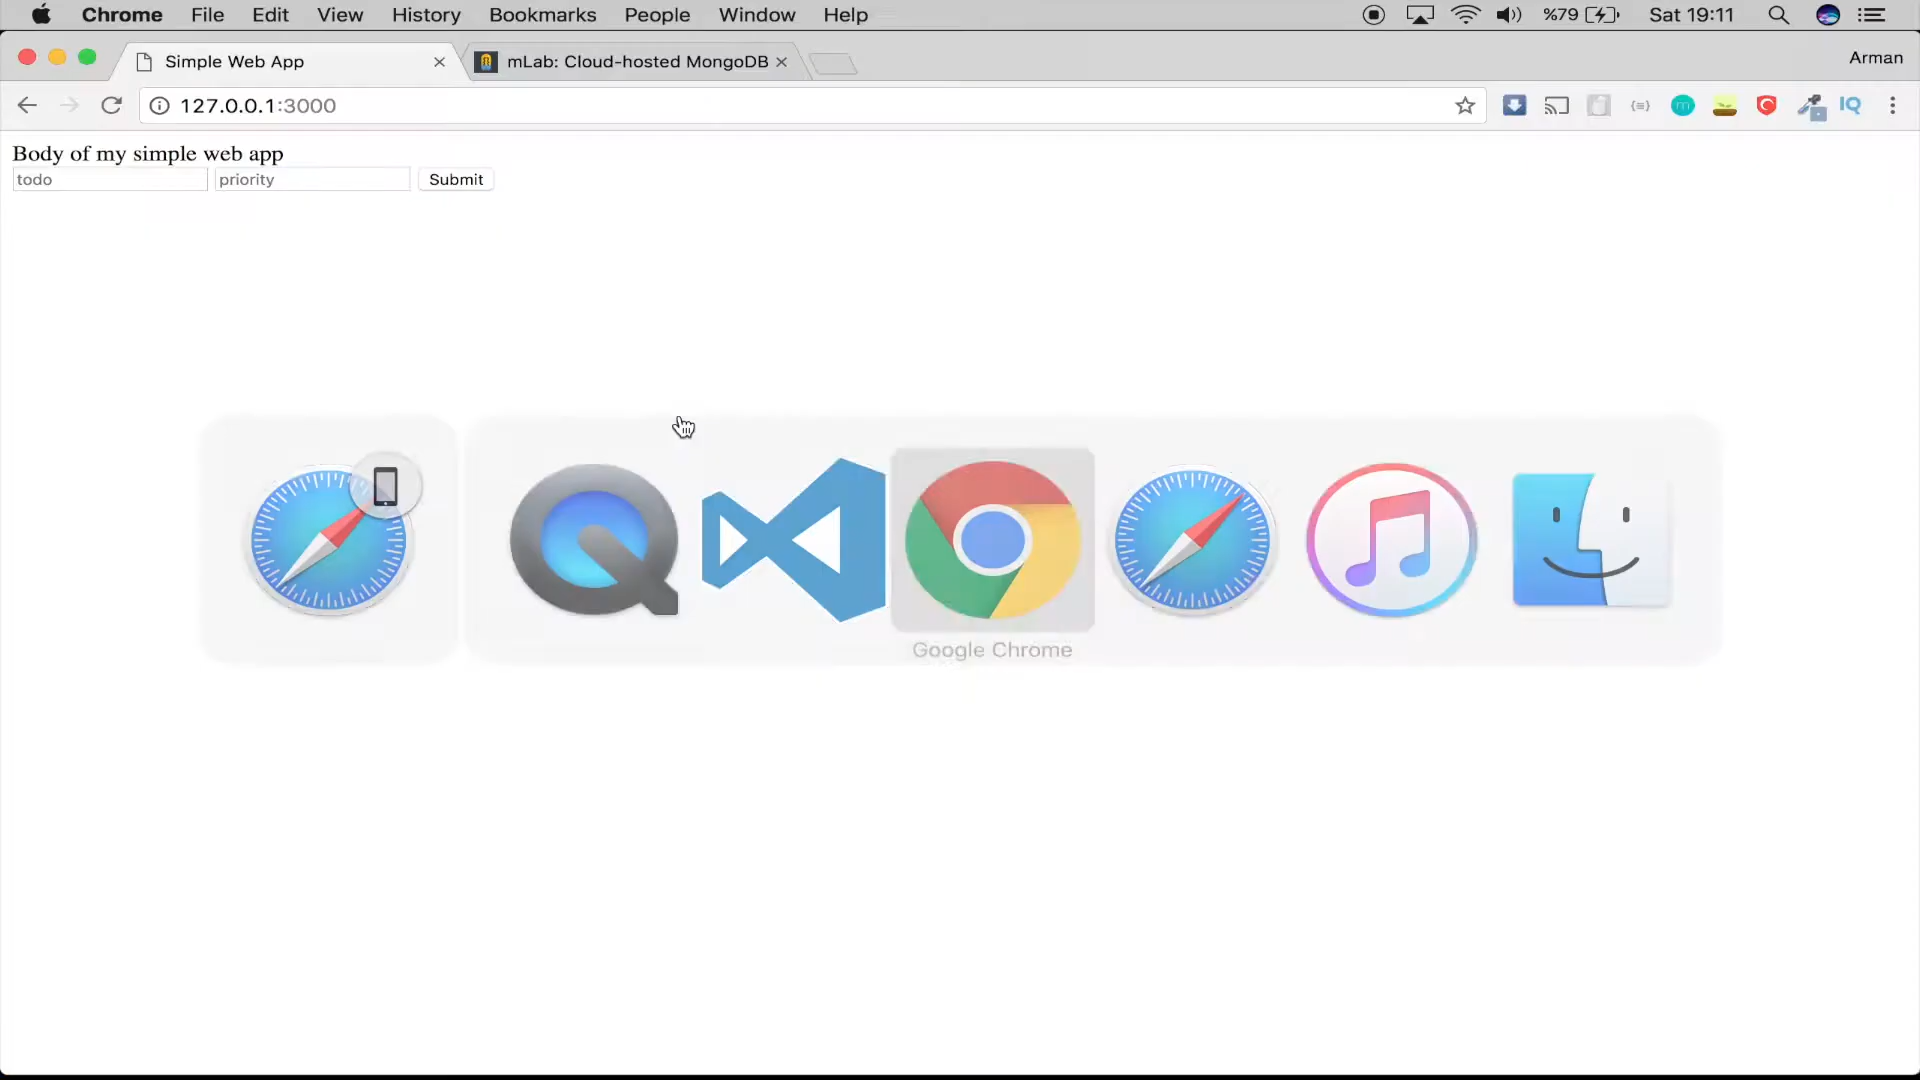 Chrome File Edit View History Bookmarks People Window Help %79 Sat 19:11
Simple Web App mLab: Cloud-hosted MongoDB Arman
127.0.0.1:3000
Body of my simple web app
todo priority Submit
Google Chrome